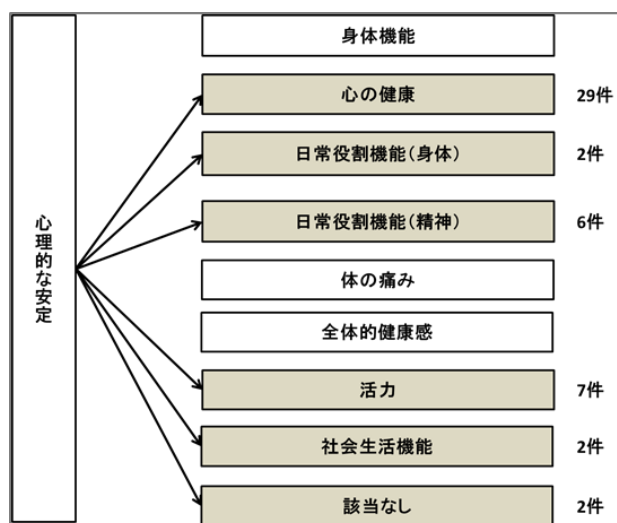 心理的な安定
身体機能
心の健康 29件
日常役割機能(身体) 2件
日常役割機能(精神) 6件
体の痛み
全体的健康感
活力 7件
社会生活機能 2件
該当なし 2件